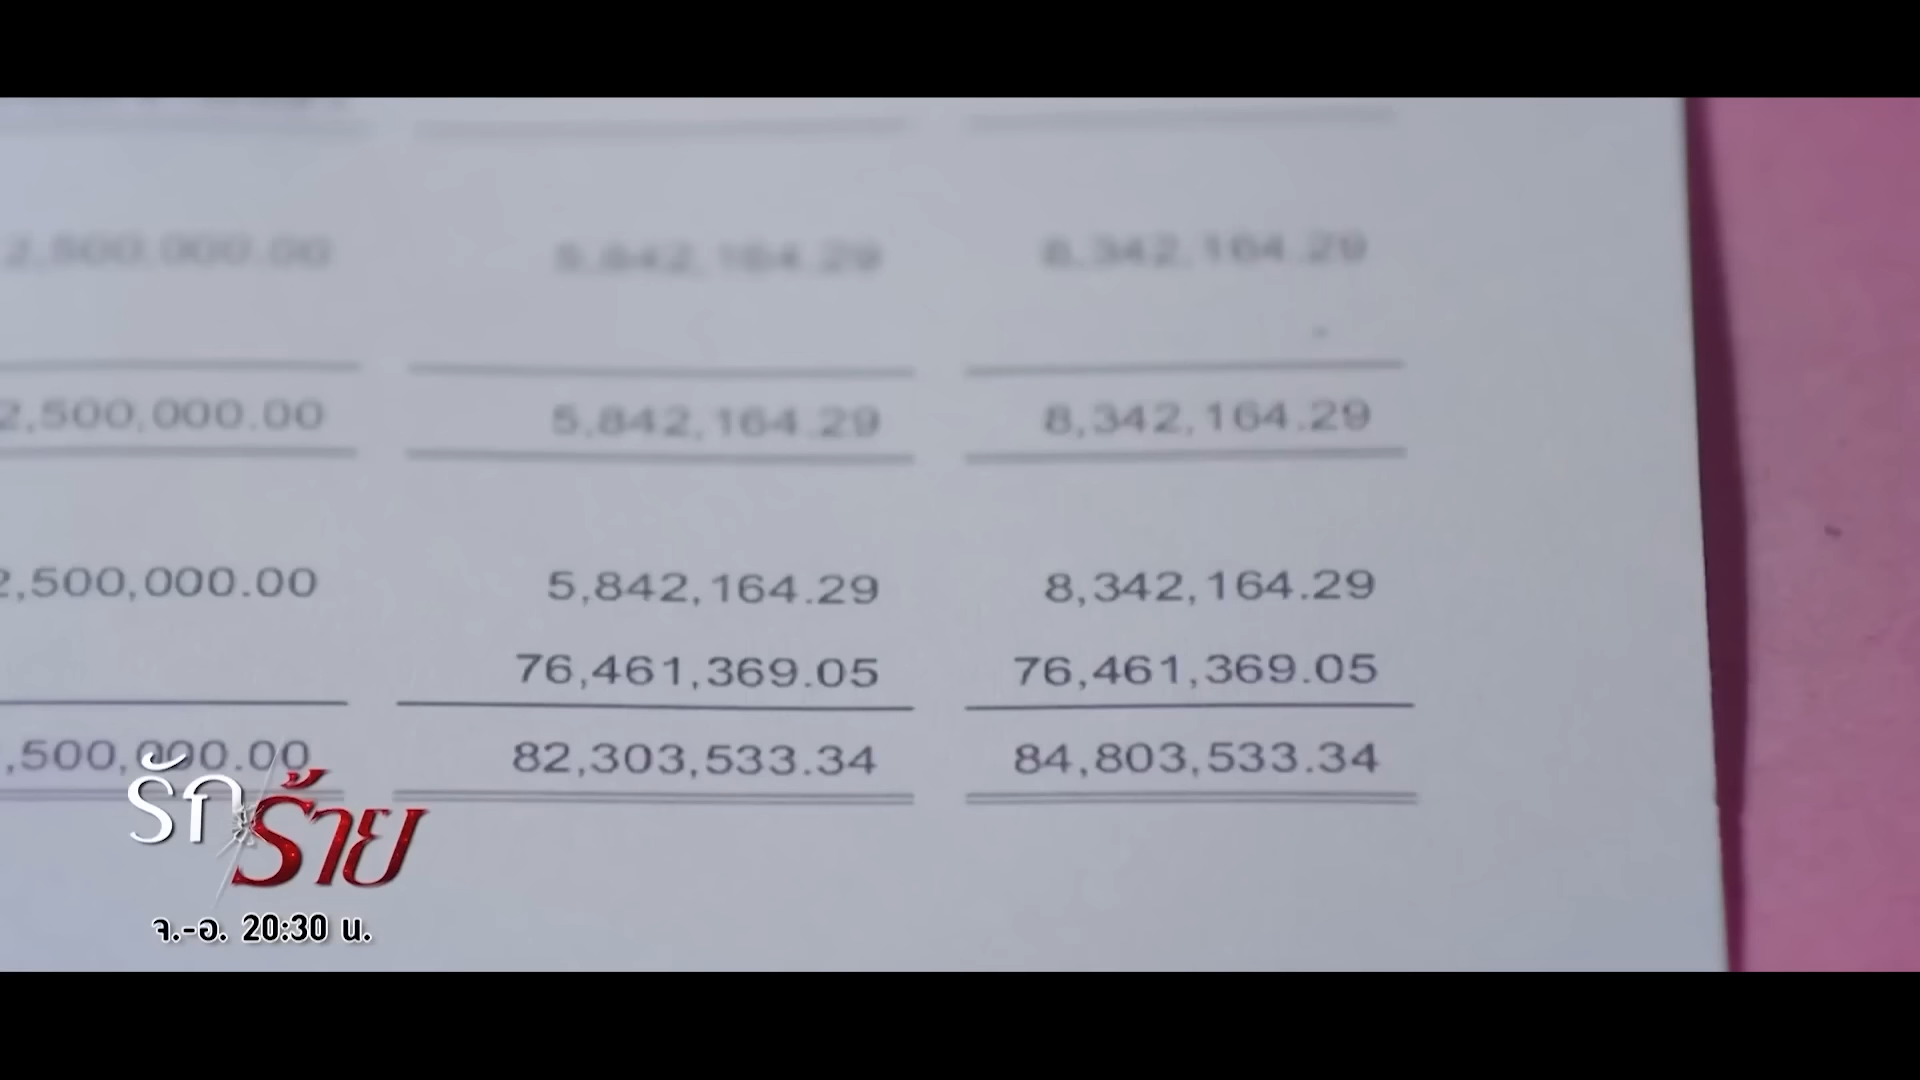 2,500,000.00 5,842,164.29 8,342,164.29
2,500,000.00 5,842,164.29 8,342,164.29
2,500,000.00 5,842,164.29 8,342,164.29
76,461,369.05 76,461,369.05
,500,000.00 82,303,533.34 84,803,533.34
รักร้าย
จ.-อ. 20:30 น.